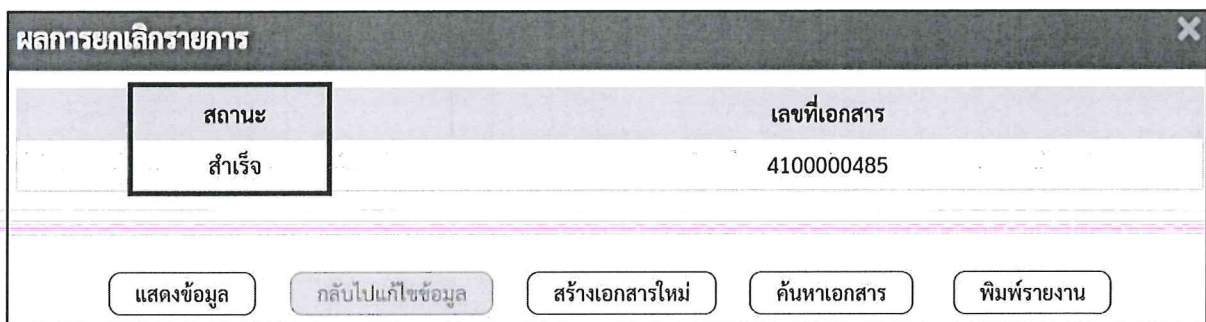 ผลการยกเลิกรายการ
สถานะ เลขที่เอกสาร
สำเร็จ 4100000485
แสดงข้อมูล กลับไปแก้ไขข้อมูล สร้างเอกสารใหม่ ค้นหาเอกสาร พิมพ์รายงาน